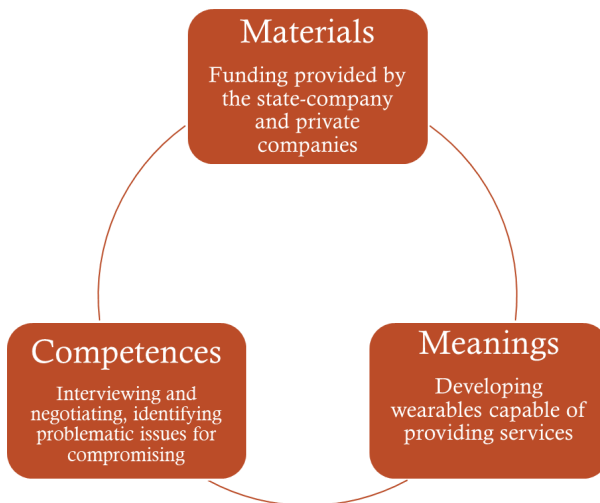 Materials
Funding provided by
the state-company
and private
companies
Competences
Interviewing and
negotiating, identifying
problematic issues for
compromising
Meanings
Developing
wearables capable of
providing services